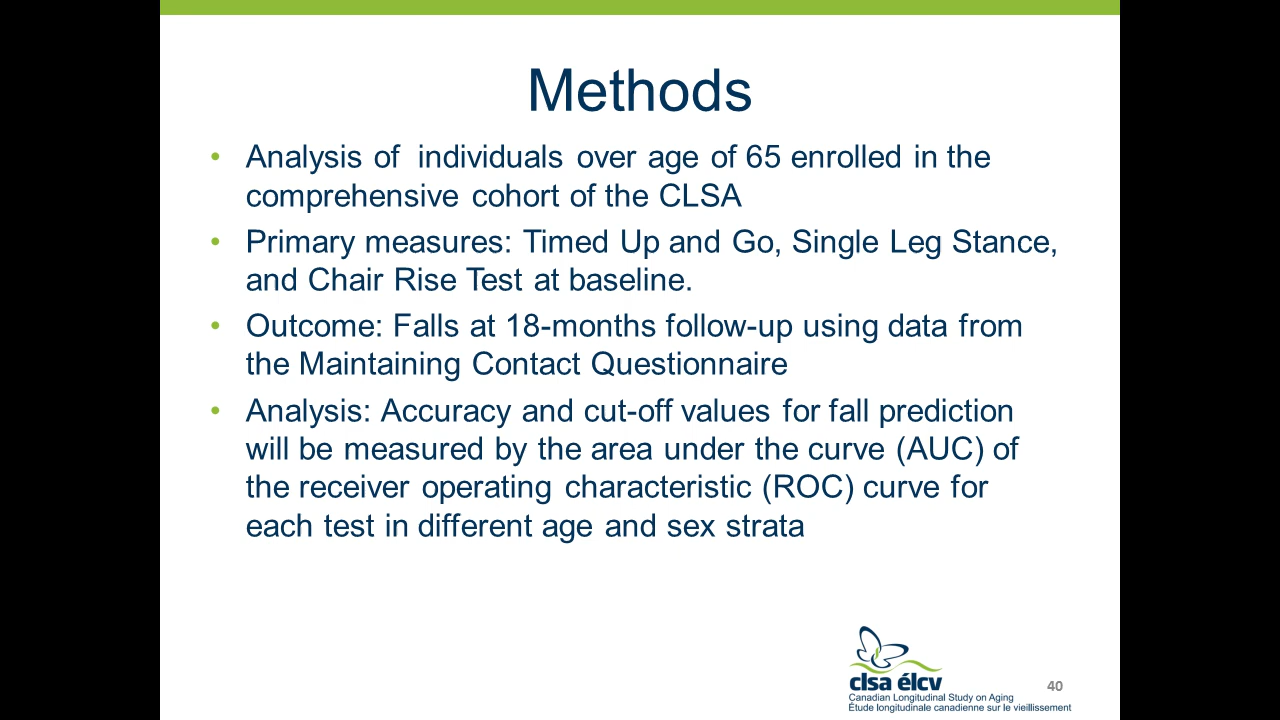 Methods
• Analysis of individuals over age of 65 enrolled in the
comprehensive cohort of the CLSA
• Primary measures: Timed Up and Go, Single Leg Stance,
and Chair Rise Test at baseline.
• Outcome: Falls at 18-months follow-up using data from
the Maintaining Contact Questionnaire
• Analysis: Accuracy and cut-off values for fall prediction
will be measured by the area under the curve (AUC) of
the receiver operating characteristic (ROC) curve for
each test in different age and sex strata
clsa élcv
Canadian Longitudinal Study on Aging
Étude longitudinale canadienne sur le vieillissement
40